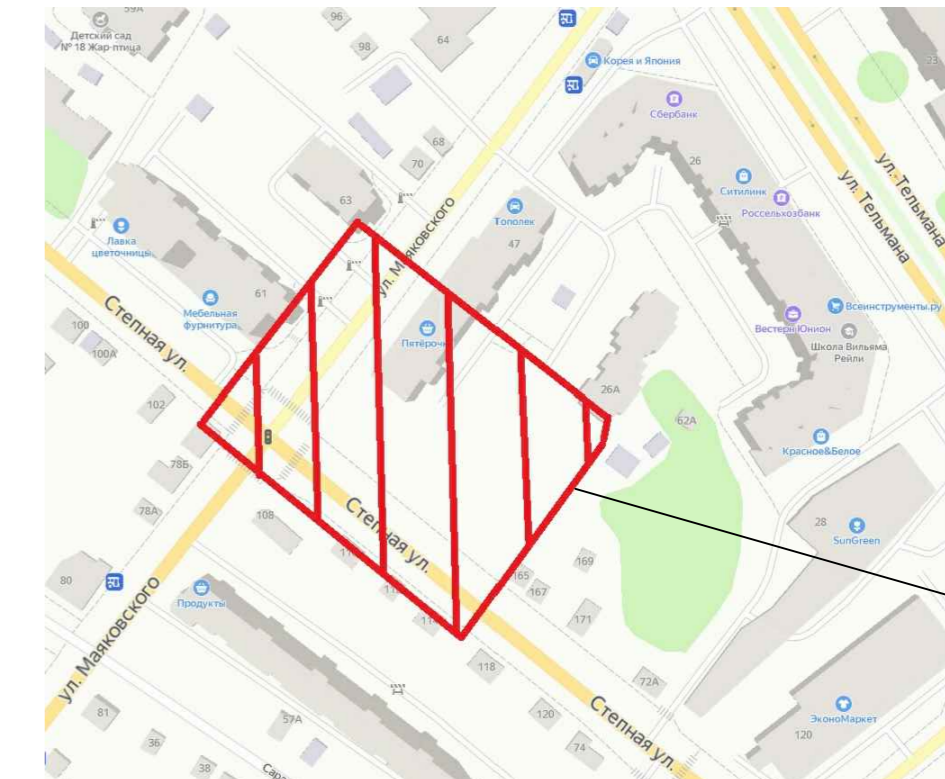 59А
Детский сад
№ 18 Жар-птица
96
98
64
Корея и Япония
Сбербанк
23
68
70
26
63
Ситилинк
Россельхозбанк
ул. Тельмана
ул. Тельмана
Тополек
47
ул. Маяковского
Лавка
цветочницы
61
Мебельная
фурнитура
Всеинструменты.ру
Вестерн Юнион
Школа Вильяма
Рейли
Пятёрочк
100
100А
Степная ул.
102
26А
62А
Красное&Белое
78Б
78А
108
28
SunGreen
Степная ул.
165
167
169
171
80
Продукты
ул. Маяковского
118
72А
120
Степная ул.
74
ЭкономМаркет
120
81
36
57А
38